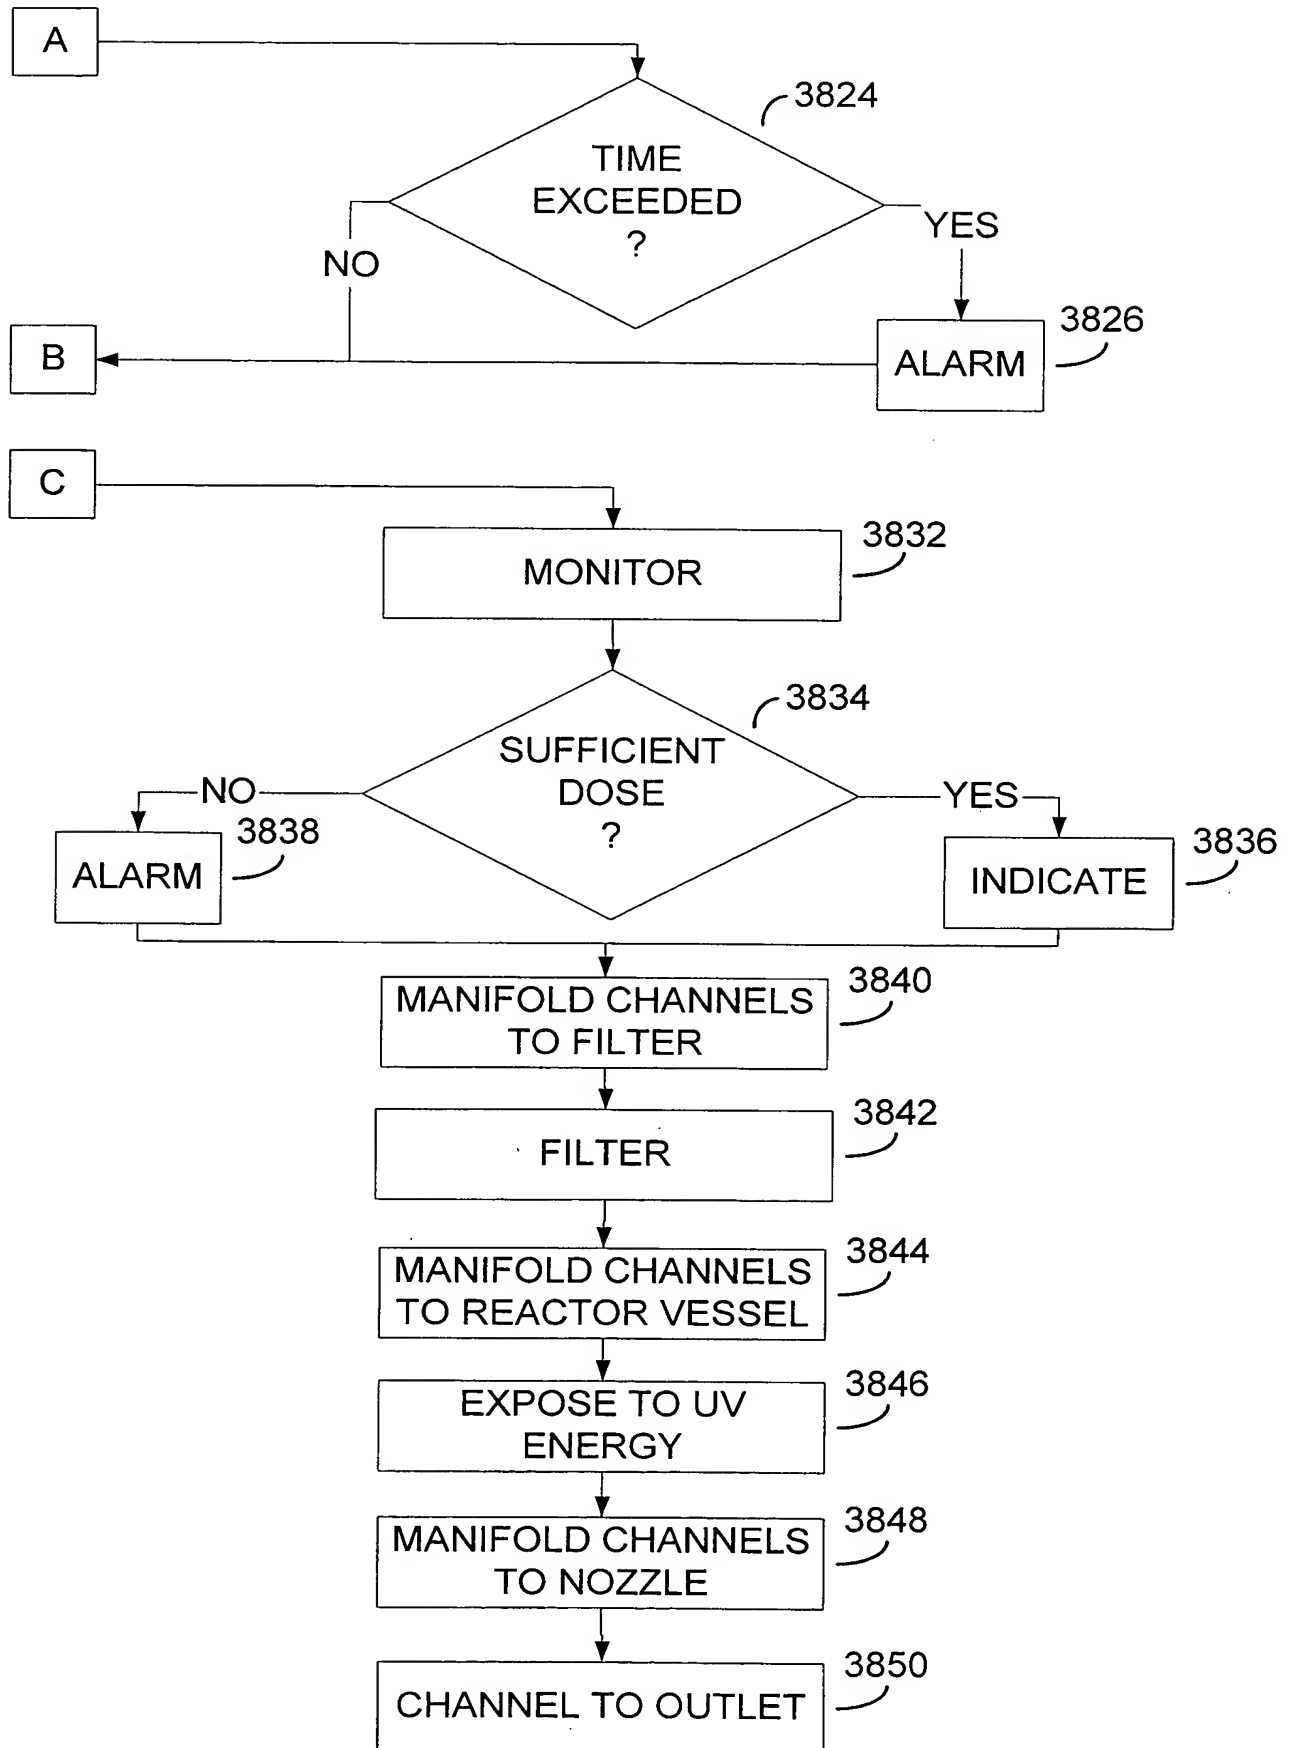 A
3824
TIME
EXCEEDED
?
NO
YES
3826
B
ALARM
C
3832
MONITOR
3834
SUFFICIENT
DOSE
?
NO
YES
3838
ALARM
3836
INDICATE
3840
MANIFOLD CHANNELS
TO FILTER
3842
FILTER
3844
MANIFOLD CHANNELS
TO REACTOR VESSEL
3846
EXPOSE TO UV
ENERGY
3848
MANIFOLD CHANNELS
TO NOZZLE
3850
CHANNEL TO OUTLET